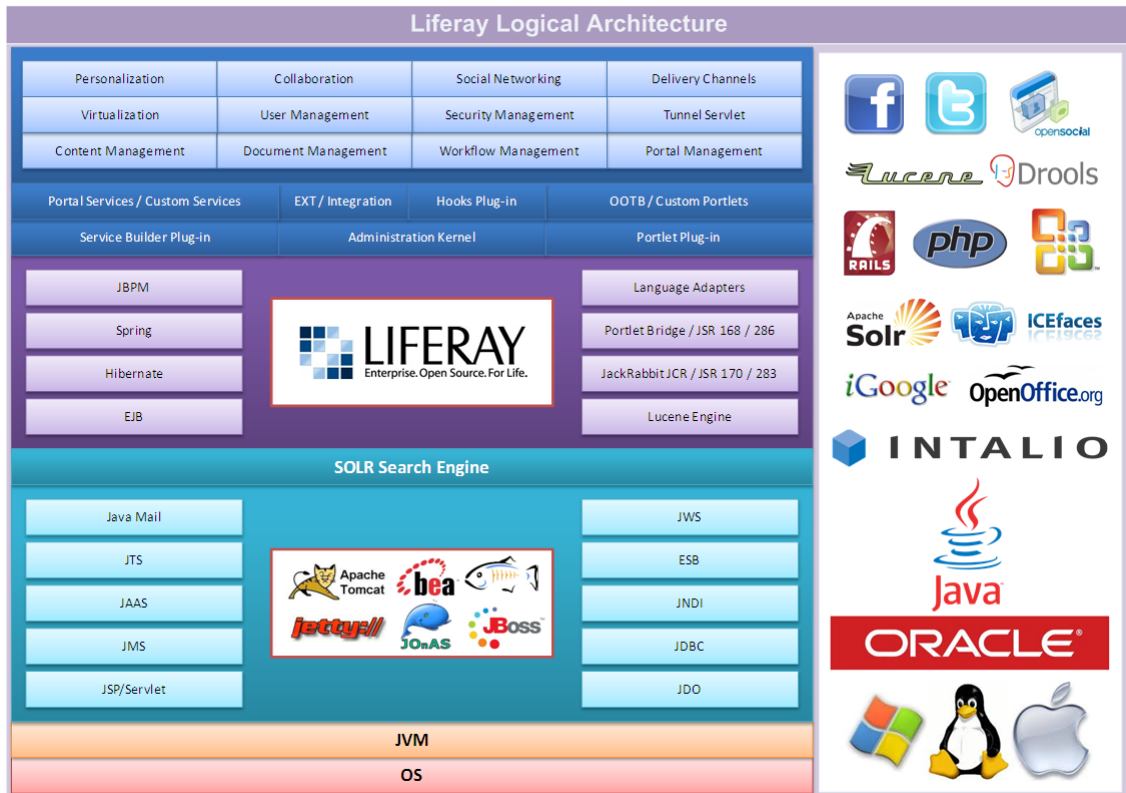 Liferay Logical Architecture
Personalization Collaboration Social Networking Delivery Channels
Virtualization User Management Security Management Tunnel Servlet
Content Management Document Management Workflow Management Portal Management
Portal Services / Custom Services EXT / Integration Hooks Plug-in OOTB / Custom Portlets
Service Builder Plug-in Administration Kernel Portlet Plug-in
JBPM
Spring
Hibernate
EJB
LIFERAY
Enterprise. Open Source. For Life.
Language Adapters
Portlet Bridge / JSR 168 / 286
JackRabbit JCR / JSR 170 / 283
Lucene Engine
SOLR Search Engine
Java Mail
JTS
JAAS
JMS
JSP/Servlet
Apache
Tomcat
bea
jetty://
JOnAS
JBoss
JWS
ESB
JNDI
JDBC
JDO
JVM
OS
f
t
opensocial
Lucene Drools
RAILS
php
Apache
Solr
ICEfaces
iGoogle OpenOffice.org
INTALIO
Java
ORACLE